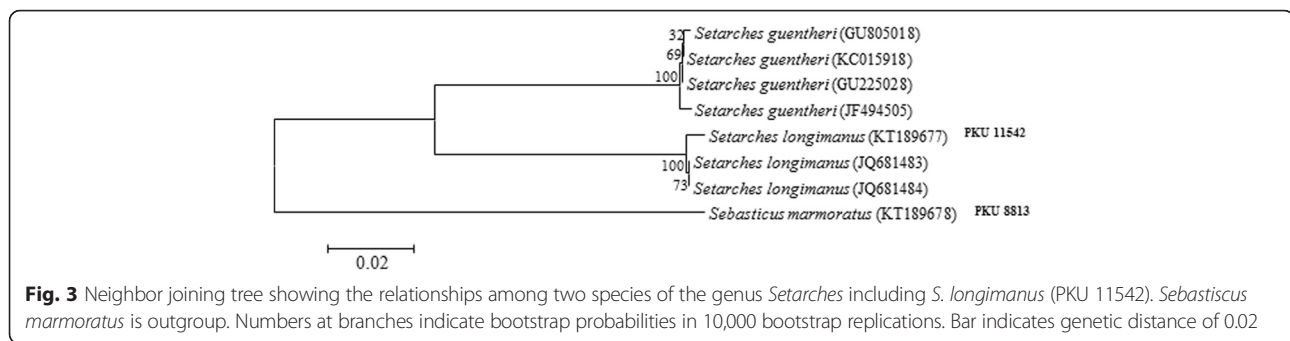 32 Setarches guentheri (GU805018)
69 Setarches guentheri (KC015918)
100 Setarches guentheri (GU225028)
Setarches guentheri (JF494505)
Setarches longimanus (KT189677) PKU 11542
100 Setarches longimanus (JQ681483)
73 Setarches longimanus (JQ681484)
Sebasticus marmoratus (KT189678) PKU 8813
0.02
Fig. 3 Neighbor joining tree showing the relationships among two species of the genus Setarches including S. longimanus (PKU 11542). Sebastiscus
marmoratus is outgroup. Numbers at branches indicate bootstrap probabilities in 10,000 bootstrap replications. Bar indicates genetic distance of 0.02